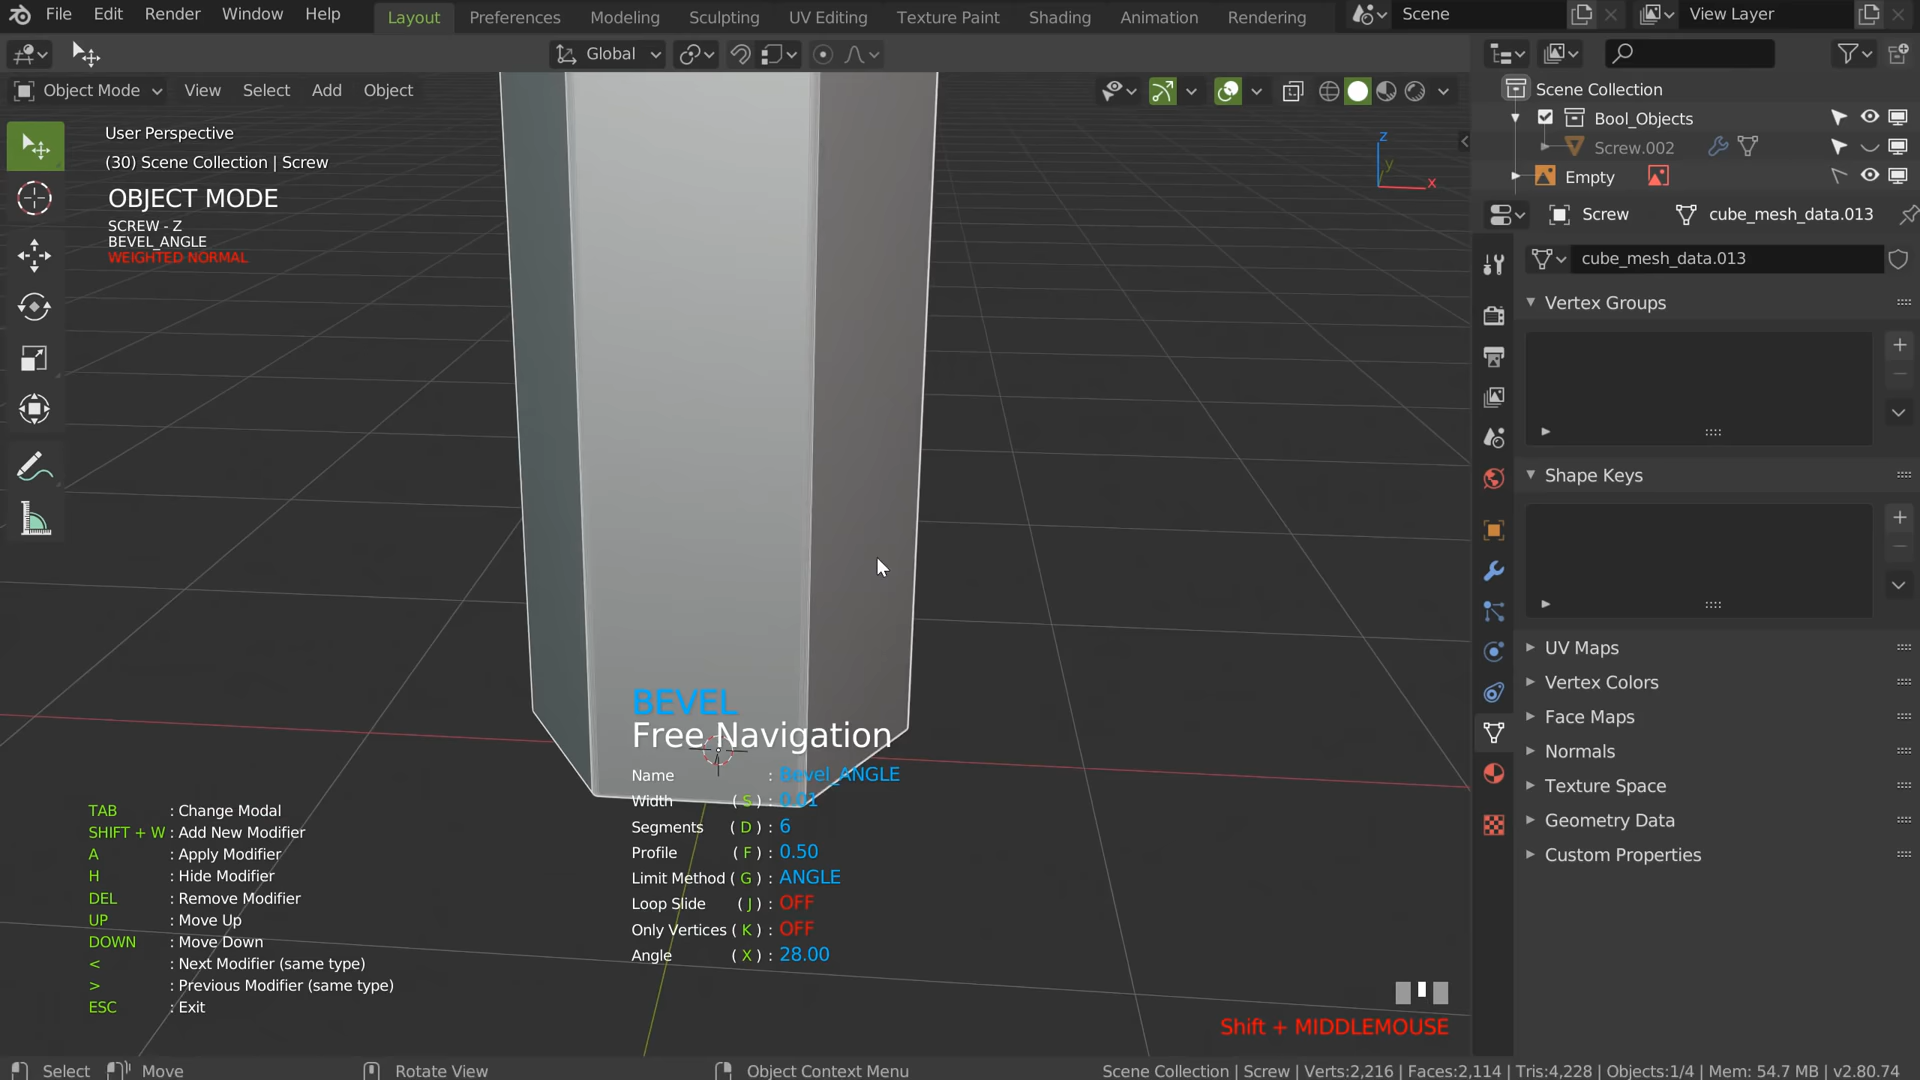 File Edit Render Window Help Layout Preferences Modeling Sculpting UV Editing Texture Paint Shading Animation Rendering Scene View Layer
Global
Object Mode View Select Add Object
User Perspective
(30) Scene Collection | Screw
OBJECT MODE
SCREW - Z
BEVEL_ANGLE
WEIGHTED NORMAL
Z
Y
X
Scene Collection
Bool_Objects
Screw.002
Empty
Screw cube_mesh_data.013
cube_mesh_data.013
Vertex Groups
Shape Keys
UV Maps
Vertex Colors
Face Maps
Normals
Texture Space
Geometry Data
Custom Properties
BEVEL
Free Navigation
Name : Bevel_ANGLE
Width ( S ) : 0.01
Segments ( D ) : 6
Profile ( F ) : 0.50
Limit Method ( G ) : ANGLE
Loop Slide ( J ) : OFF
Only Vertices ( K ) : OFF
Angle ( X ) : 28.00
TAB : Change Modal
SHIFT + W : Add New Modifier
A : Apply Modifier
H : Hide Modifier
DEL : Remove Modifier
UP : Move Up
DOWN : Move Down
< : Next Modifier (same type)
> : Previous Modifier (same type)
ESC : Exit
Shift + MIDDLEMOUSE
Select Move Rotate View Object Context Menu Scene Collection | Screw | Verts:2,216 | Faces:2,114 | Tris:4,228 | Objects:1/4 | Mem: 54.7 MB | v2.80.74